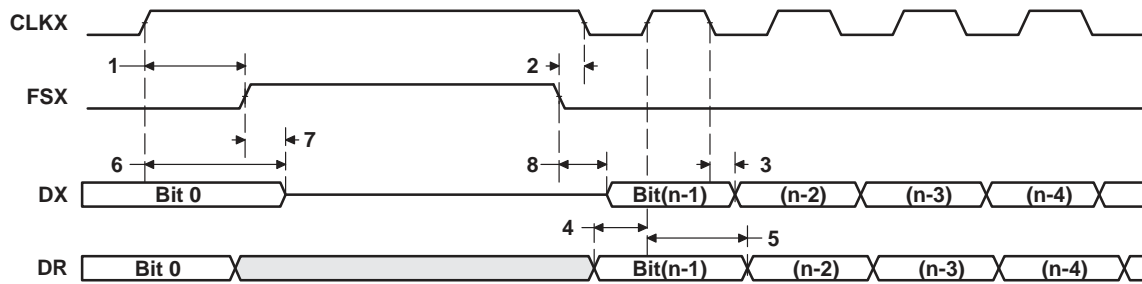 CLKX
1 2
FSX
7
6 8 3
DX Bit 0 Bit(n-1) (n-2) (n-3) (n-4)
4 5
DR Bit 0 Bit(n-1) (n-2) (n-3) (n-4)